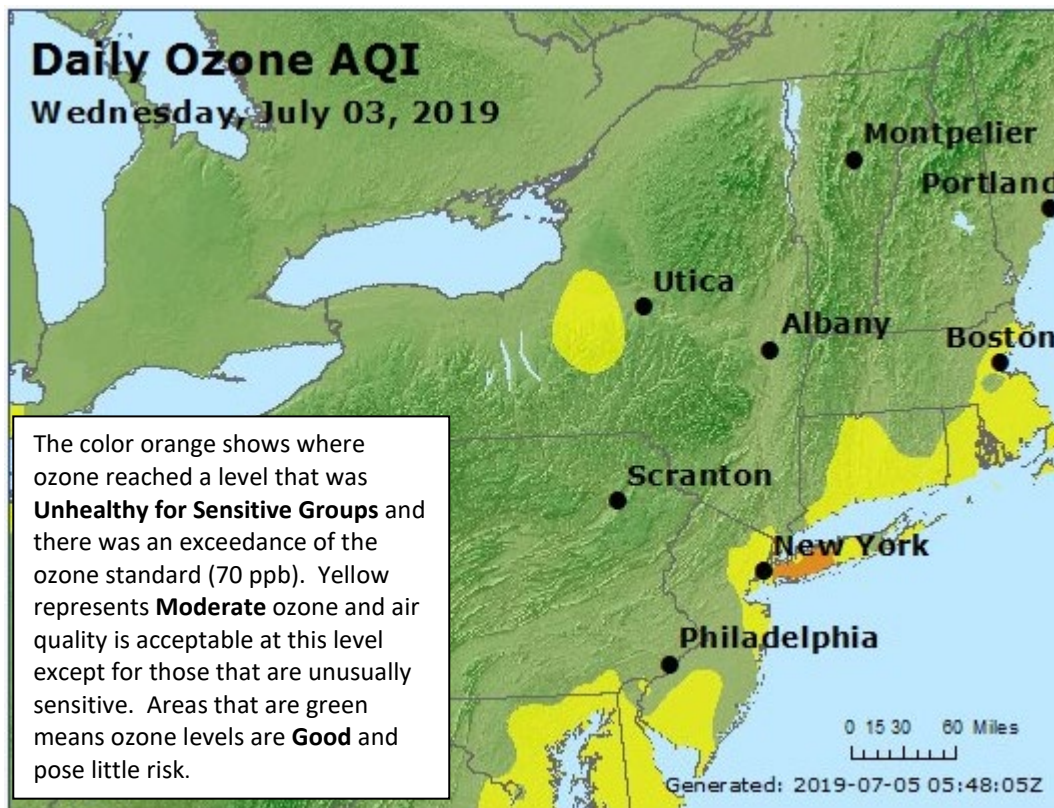 Daily Ozone AQI
Wednesday, July 03, 2019
Montpelier
Portland
Utica
Albany
Boston
The color orange shows where
ozone reached a level that was
Unhealthy for Sensitive Groups and
there was an exceedance of the
ozone standard (70 ppb).  Yellow
represents Moderate ozone and air
quality is acceptable at this level
except for those that are unusually
sensitive.  Areas that are green
means ozone levels are Good and
pose little risk.
Scranton
New York
Philadelphia
0 15 30 60 Miles
Generated: 2019-07-05 05:48:05Z